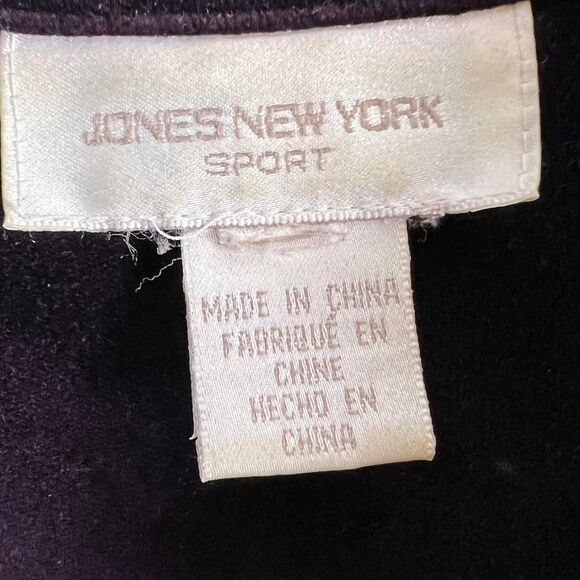 JONES NEW YORK
SPORT
MADE IN CHINA
FABRIQUÉ EN
CHINE
HECHO EN
CHINA